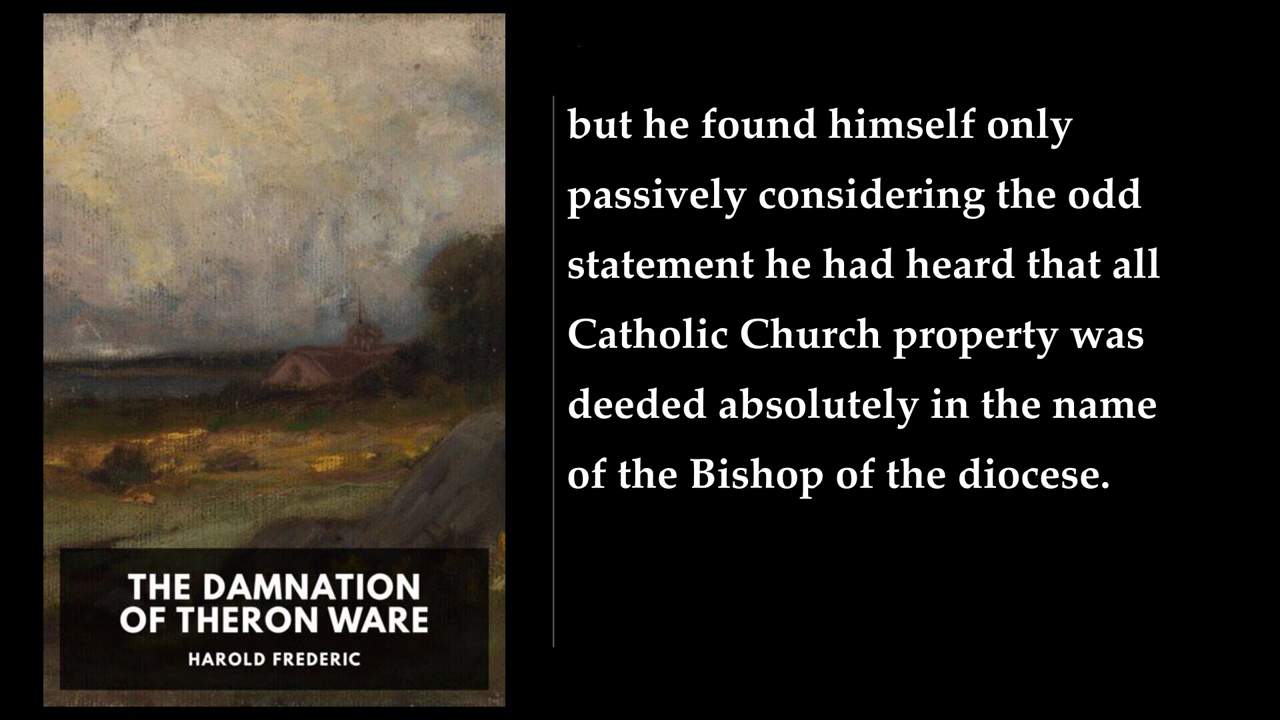 but he found himself only
passively considering the odd
statement he had heard that all
Catholic Church property was
deeded absolutely in the name
of the Bishop of the diocese.
THE DAMNATION
OF THERON WARE
HAROLD FREDERIC